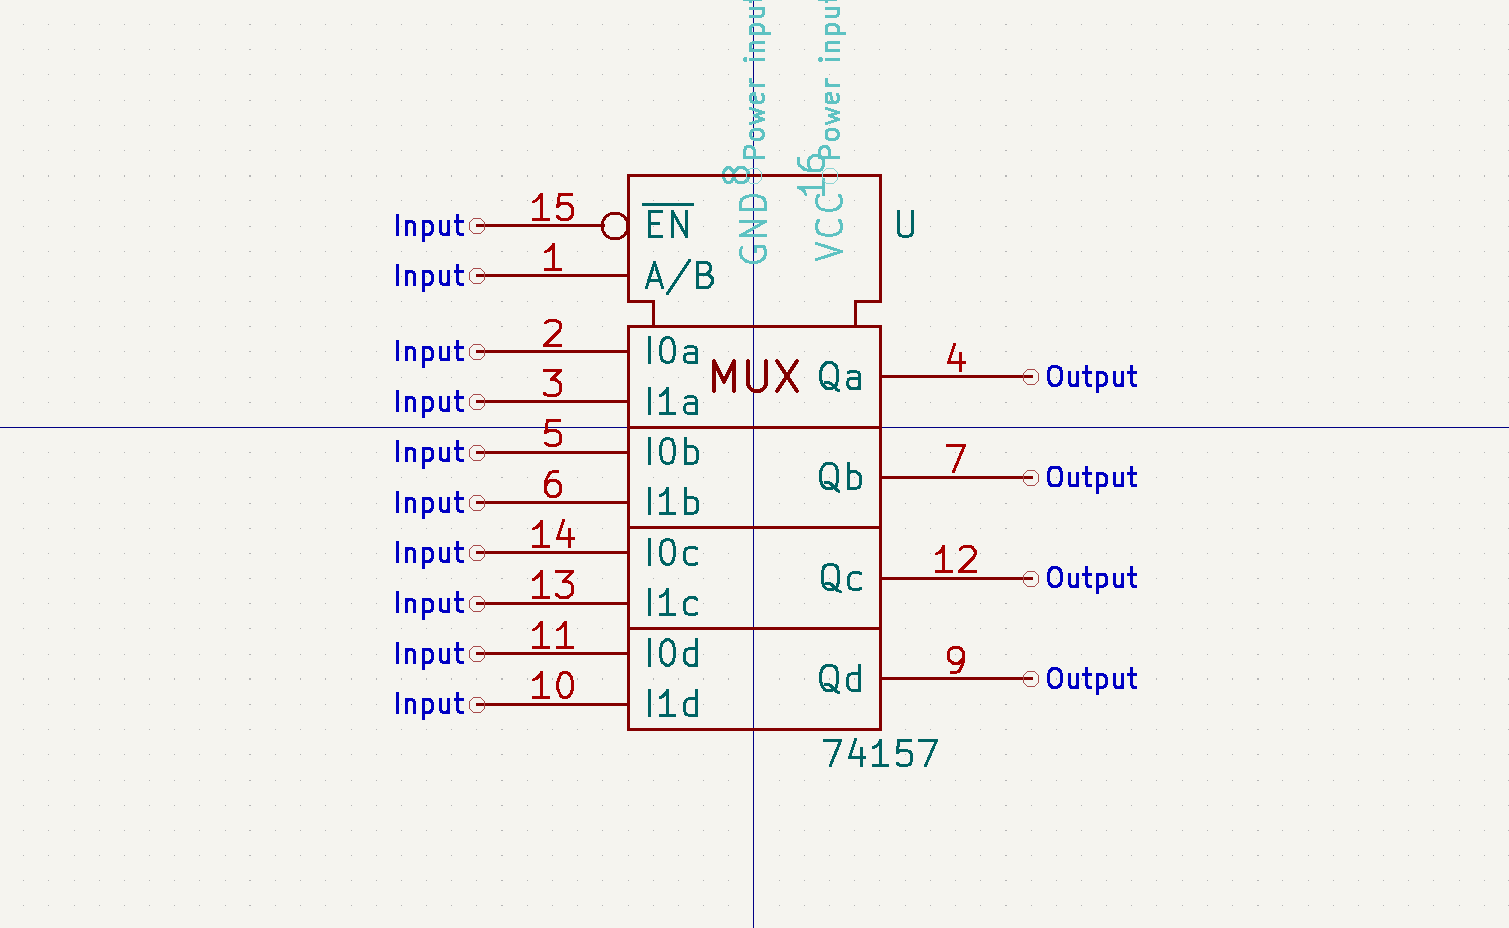 Power input
Power input
8
16
GND
VCC
Input 15 EN U
Input 1 A/B
Input 2 I0a
MUX Qa 4 Output
Input 3 I1a
Input 5 I0b
Qb 7 Output
Input 6 I1b
Input 14 I0c
Qc 12 Output
Input 13 I1c
Input 11 I0d
Qd 9 Output
Input 10 I1d
74157